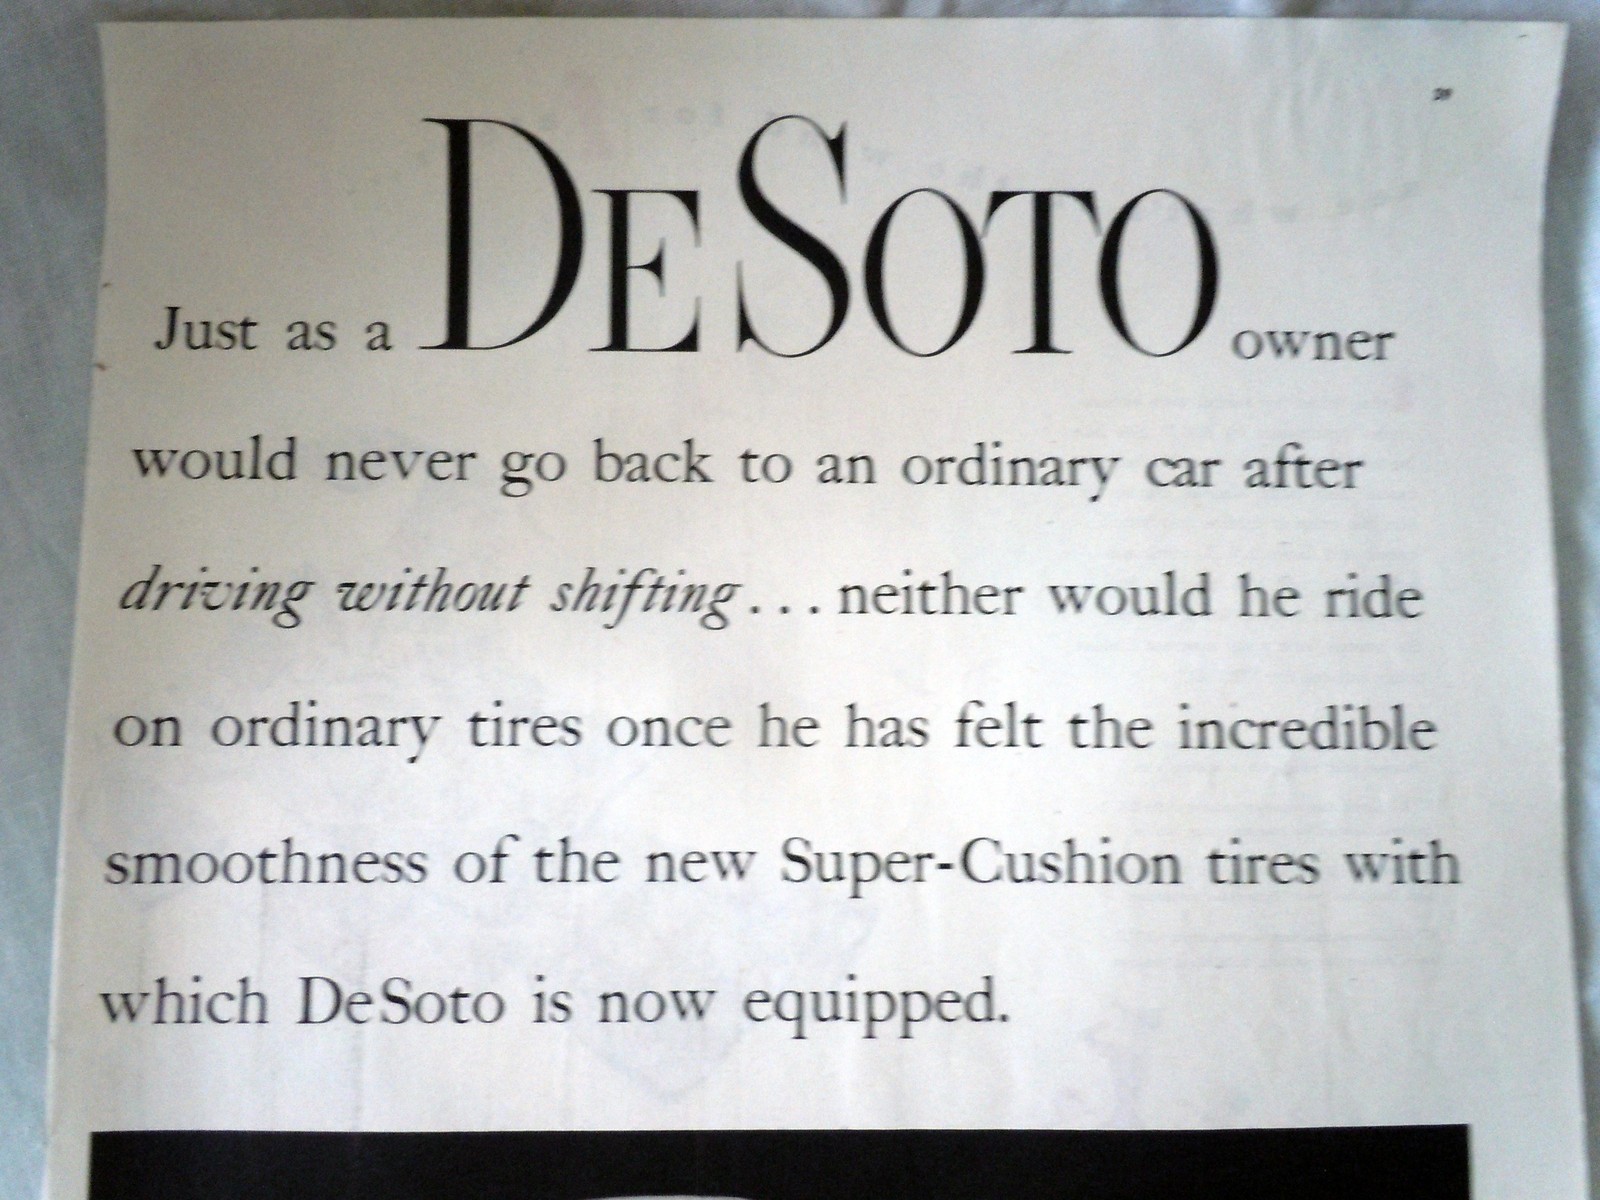 Just as a DESOTO owner
would never go back to an ordinary car after
driving without shifting... neither would he ride
on ordinary tires once he has felt the incredible
smoothness of the new Super-Cushion tires with
which DeSoto is now equipped.